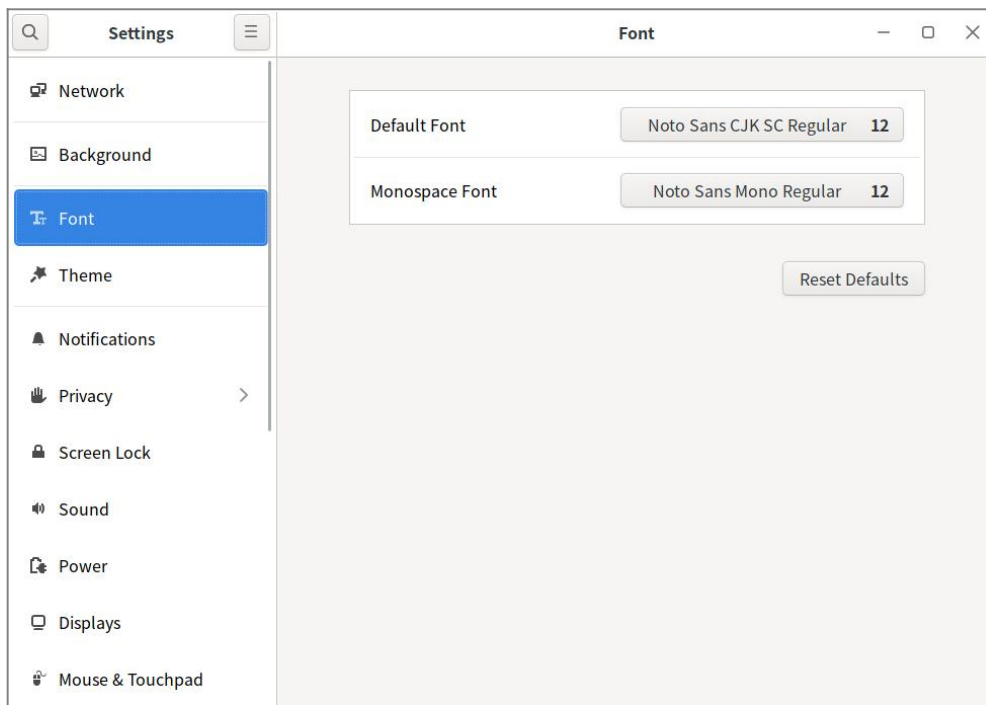 Settings
Font
Network
Background
Font
Theme
Notifications
Privacy
Screen Lock
Sound
Power
Displays
Mouse & Touchpad
Default Font
Noto Sans CJK SC Regular 12
Monospace Font
Noto Sans Mono Regular 12
Reset Defaults